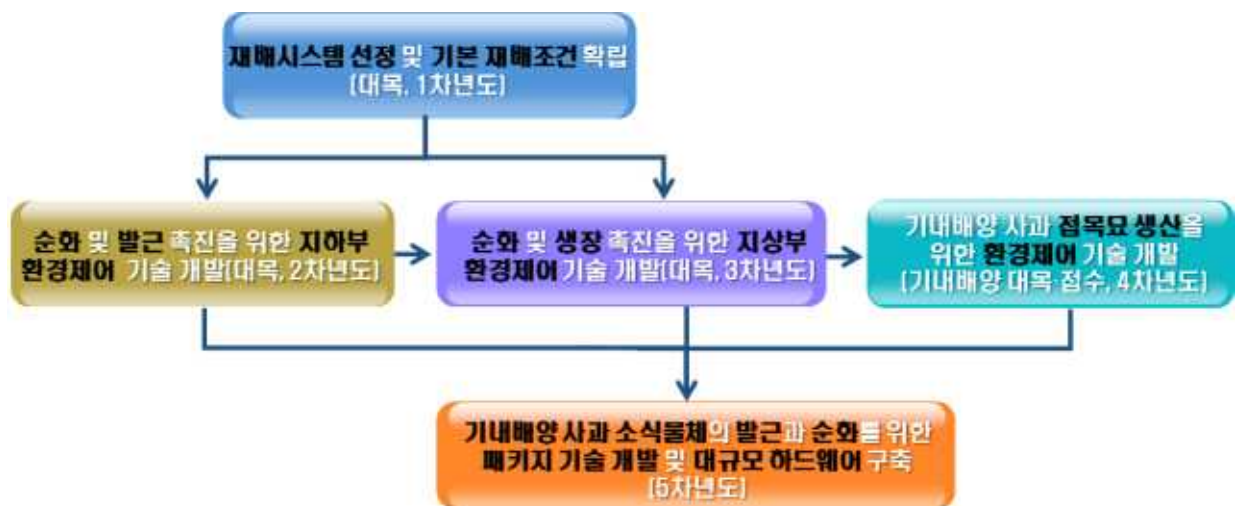 재배시스템 선정 및 기본 재배조건 확립
(대목, 1차년도)
순화 및 발근 촉진을 위한 지하부
환경제어 기술 개발(대목, 2차년도)
순화 및 생장 촉진을 위한 지상부
환경제어 기술 개발(대목, 3차년도)
기내배양 사과 접목묘 생산을
위한 환경제어 기술 개발
(기내배양 대목·접수, 4차년도)
기내배양 사과 소식물체의 발근과 순화를 위한
패키지 기술 개발 및 대규모 하드웨어 구축
(5차년도)